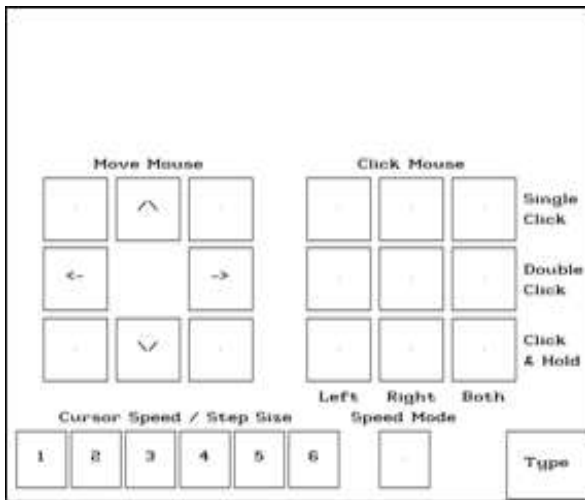 Move Mouse
Click Mouse
/\
Single
Click
<-
->
Double
Click
\/
Click
& Hold
Left Right Both
Cursor Speed / Step Size
Speed Mode
1 2 3 4 5 6
Type